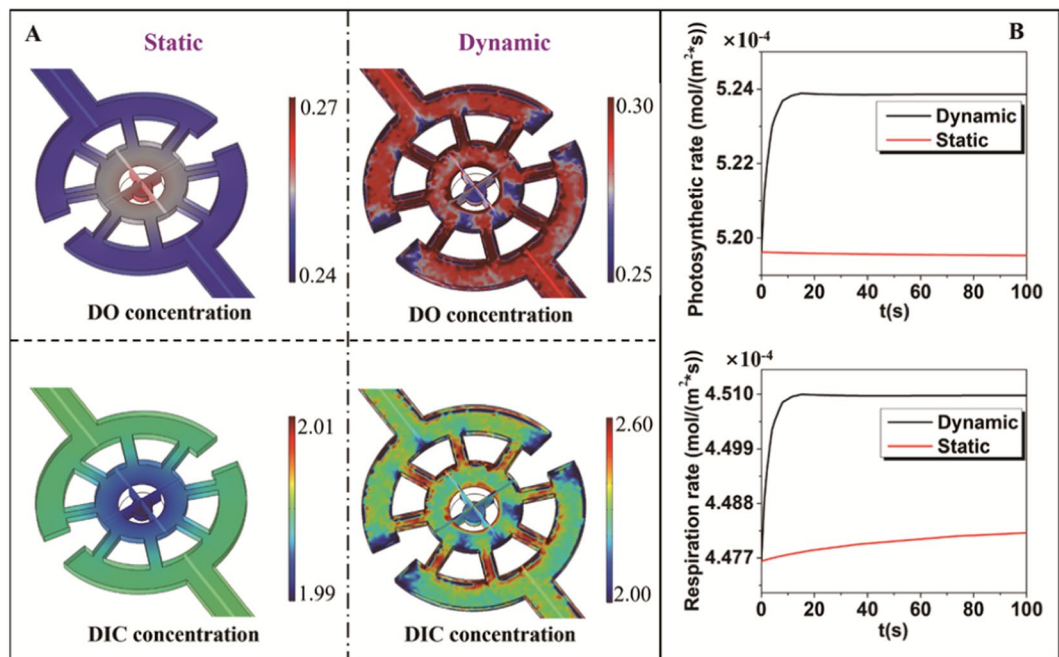 A
Static
Dynamic
0.27
0.24
DO concentration
0.30
0.25
DO concentration
2.01
1.99
DIC concentration
2.60
2.00
DIC concentration
B
×10-4
Photosynthetic rate (mol/(m2*s))
5.24
5.22
5.20
Dynamic
Static
0 20 40 60 80 100
t(s)
×10-4
Respiration rate (mol/(m2*s))
4.510
4.499
4.488
4.477
Dynamic
Static
0 20 40 60 80 100
t(s)